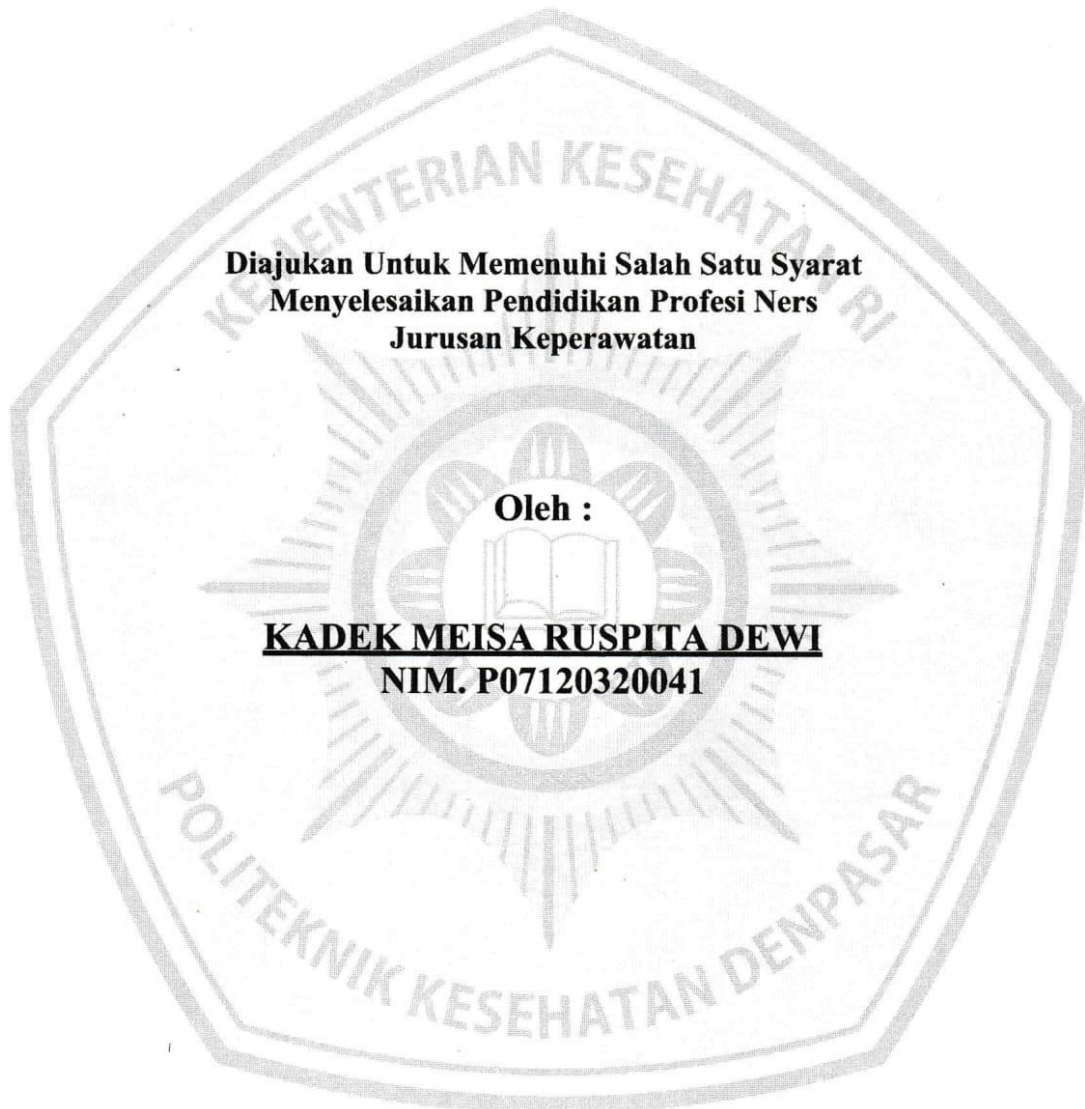 KEMENTERIAN KESEHATAN RI
Diajukan Untuk Memenuhi Salah Satu Syarat
Menyelesaikan Pendidikan Profesi Ners
Jurusan Keperawatan
Oleh :
KADEK MEISA RUSPITA DEWI
NIM. P07120320041
POLITEKNIK KESEHATAN DENPASAR